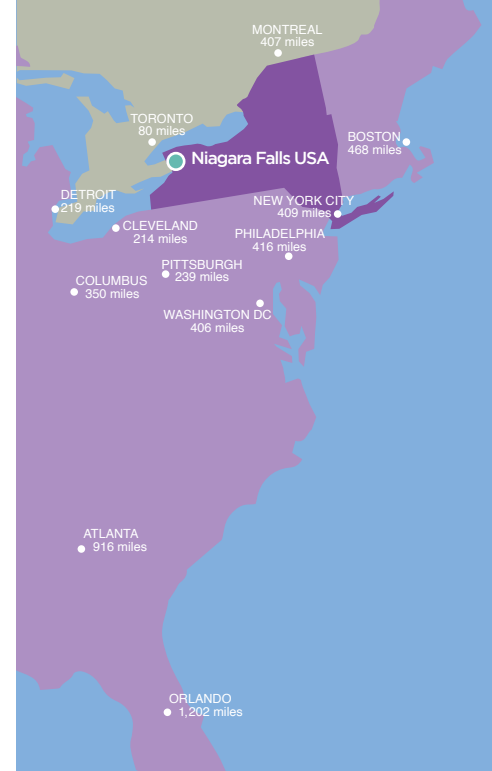 MONTREAL
407 miles
TORONTO
80 miles
BOSTON
468 miles
Niagara Falls USA
DETROIT
219 miles
NEW YORK CITY
409 miles
CLEVELAND
214 miles
PHILADELPHIA
416 miles
PITTSBURGH
239 miles
COLUMBUS
350 miles
WASHINGTON DC
406 miles
ATLANTA
916 miles
ORLANDO
1,202 miles